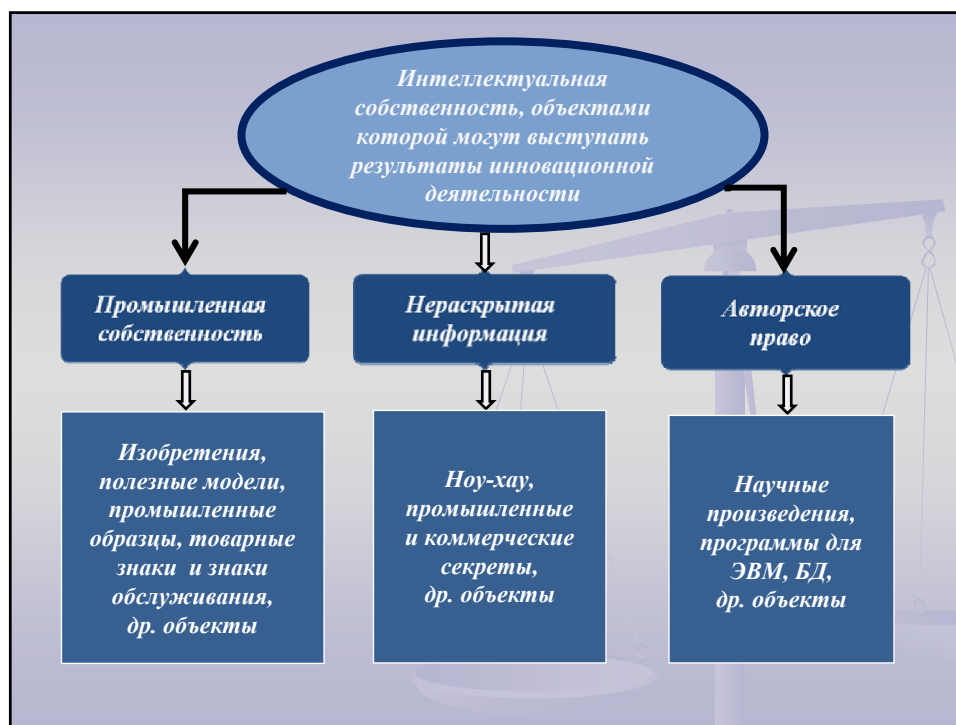 Интеллектуальная
собственность, объектами
которой могут выступать
результаты инновационной
деятельности
Промышленная
собственность
Нераскрытая
информация
Авторское
право
Изобретения,
полезные модели,
промышленные
образцы, товарные
знаки и знаки
обслуживания,
др. объекты
Ноу-хау,
промышленные
и коммерческие
секреты,
др. объекты
Научные
произведения,
программы для
ЭВМ, БД,
др. объекты